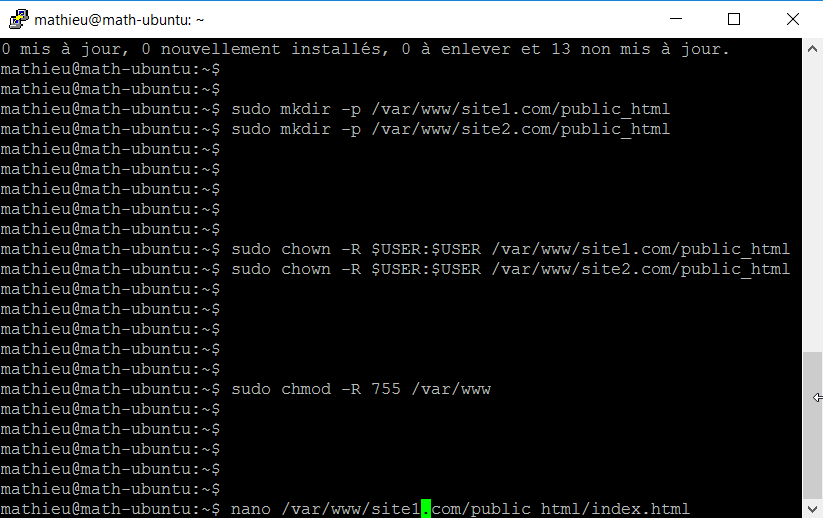 mathieu@math-ubuntu: ~
0 mis à jour, 0 nouvellement installés, 0 à enlever et 13 non mis à jour.
mathieu@math-ubuntu:~$
mathieu@math-ubuntu:~$
mathieu@math-ubuntu:~$ sudo mkdir -p /var/www/site1.com/public_html
mathieu@math-ubuntu:~$ sudo mkdir -p /var/www/site2.com/public_html
mathieu@math-ubuntu:~$
mathieu@math-ubuntu:~$
mathieu@math-ubuntu:~$
mathieu@math-ubuntu:~$
mathieu@math-ubuntu:~$
mathieu@math-ubuntu:~$ sudo chown -R $USER:$USER /var/www/site1.com/public_html
mathieu@math-ubuntu:~$ sudo chown -R $USER:$USER /var/www/site2.com/public_html
mathieu@math-ubuntu:~$
mathieu@math-ubuntu:~$
mathieu@math-ubuntu:~$
mathieu@math-ubuntu:~$
mathieu@math-ubuntu:~$
mathieu@math-ubuntu:~$ sudo chmod -R 755 /var/www
mathieu@math-ubuntu:~$
mathieu@math-ubuntu:~$
mathieu@math-ubuntu:~$
mathieu@math-ubuntu:~$
mathieu@math-ubuntu:~$
mathieu@math-ubuntu:~$ nano /var/www/site1.com/public_html/index.html